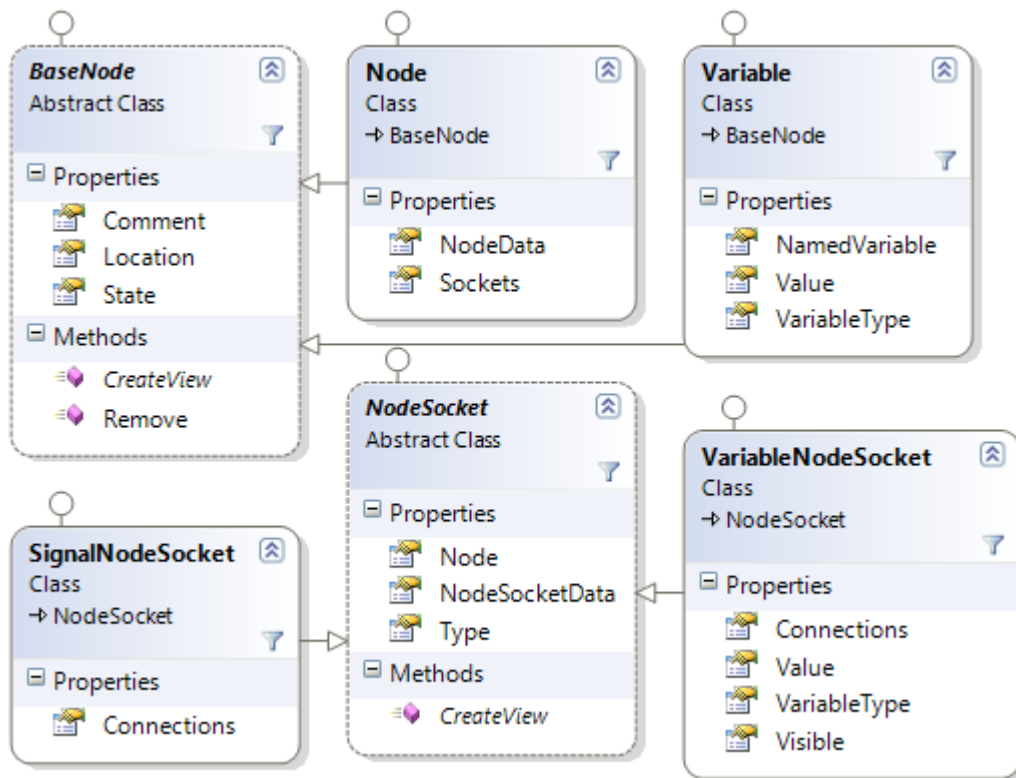 BaseNode
Abstract Class
Properties
Comment
Location
State
Methods
CreateView
Remove
Node
Class
BaseNode
Properties
NodeData
Sockets
Variable
Class
BaseNode
Properties
NamedVariable
Value
VariableType
SignalNodeSocket
Class
NodeSocket
Properties
Connections
NodeSocket
Abstract Class
Properties
Node
NodeSocketData
Type
Methods
CreateView
VariableNodeSocket
Class
NodeSocket
Properties
Connections
Value
VariableType
Visible